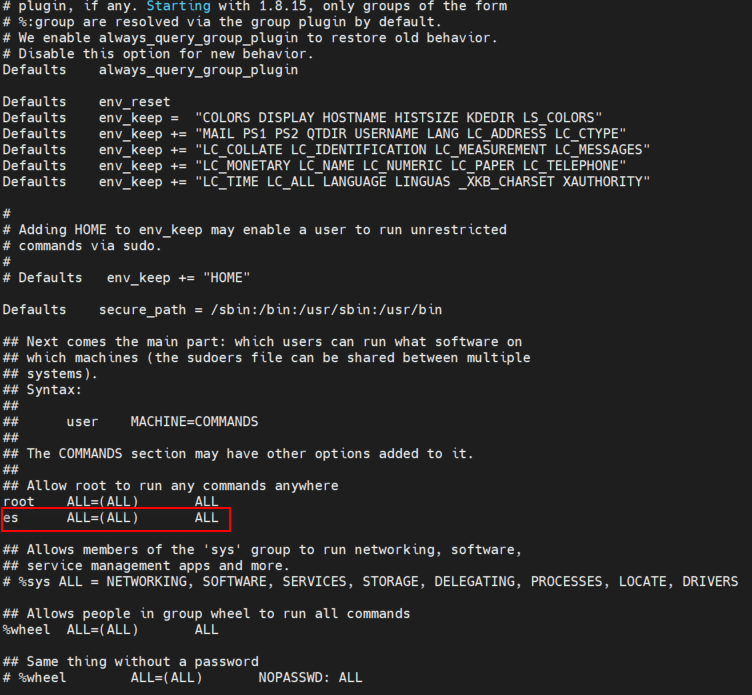 # plugin, if any. Starting with 1.8.15, only groups of the form
# %:group are resolved via the group plugin by default.
# We enable always_query_group_plugin to restore old behavior.
# Disable this option for new behavior.
Defaults    always_query_group_plugin

Defaults    env_reset
Defaults    env_keep =  "COLORS DISPLAY HOSTNAME HISTSIZE KDEDIR LS_COLORS"
Defaults    env_keep += "MAIL PS1 PS2 QTDIR USERNAME LANG LC_ADDRESS LC_CTYPE"
Defaults    env_keep += "LC_COLLATE LC_IDENTIFICATION LC_MEASUREMENT LC_MESSAGES"
Defaults    env_keep += "LC_MONETARY LC_NAME LC_NUMERIC LC_PAPER LC_TELEPHONE"
Defaults    env_keep += "LC_TIME LC_ALL LANGUAGE LINGUAS _XKB_CHARSET XAUTHORITY"

#
# Adding HOME to env_keep may enable a user to run unrestricted
# commands via sudo.
#
# Defaults   env_keep += "HOME"

Defaults    secure_path = /sbin:/bin:/usr/sbin:/usr/bin

## Next comes the main part: which users can run what software on
## which machines (the sudoers file can be shared between multiple
## systems).
## Syntax:
##
##      user    MACHINE=COMMANDS
##
## The COMMANDS section may have other options added to it.
##
## Allow root to run any commands anywhere
root    ALL=(ALL)       ALL
es      ALL=(ALL)       ALL

## Allows members of the 'sys' group to run networking, software,
## service management apps and more.
# %sys ALL = NETWORKING, SOFTWARE, SERVICES, STORAGE, DELEGATING, PROCESSES, LOCATE, DRIVERS

## Allows people in group wheel to run all commands
%wheel  ALL=(ALL)       ALL

## Same thing without a password
# %wheel        ALL=(ALL)       NOPASSWD: ALL